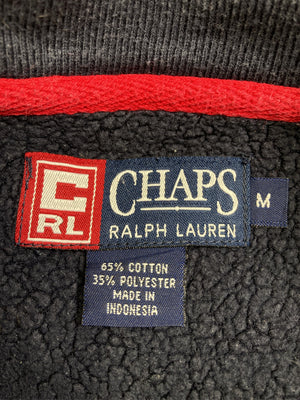 C
RL
CHAPS
RALPH LAUREN
M
65% COTTON
35% POLYESTER
MADE IN
INDONESIA